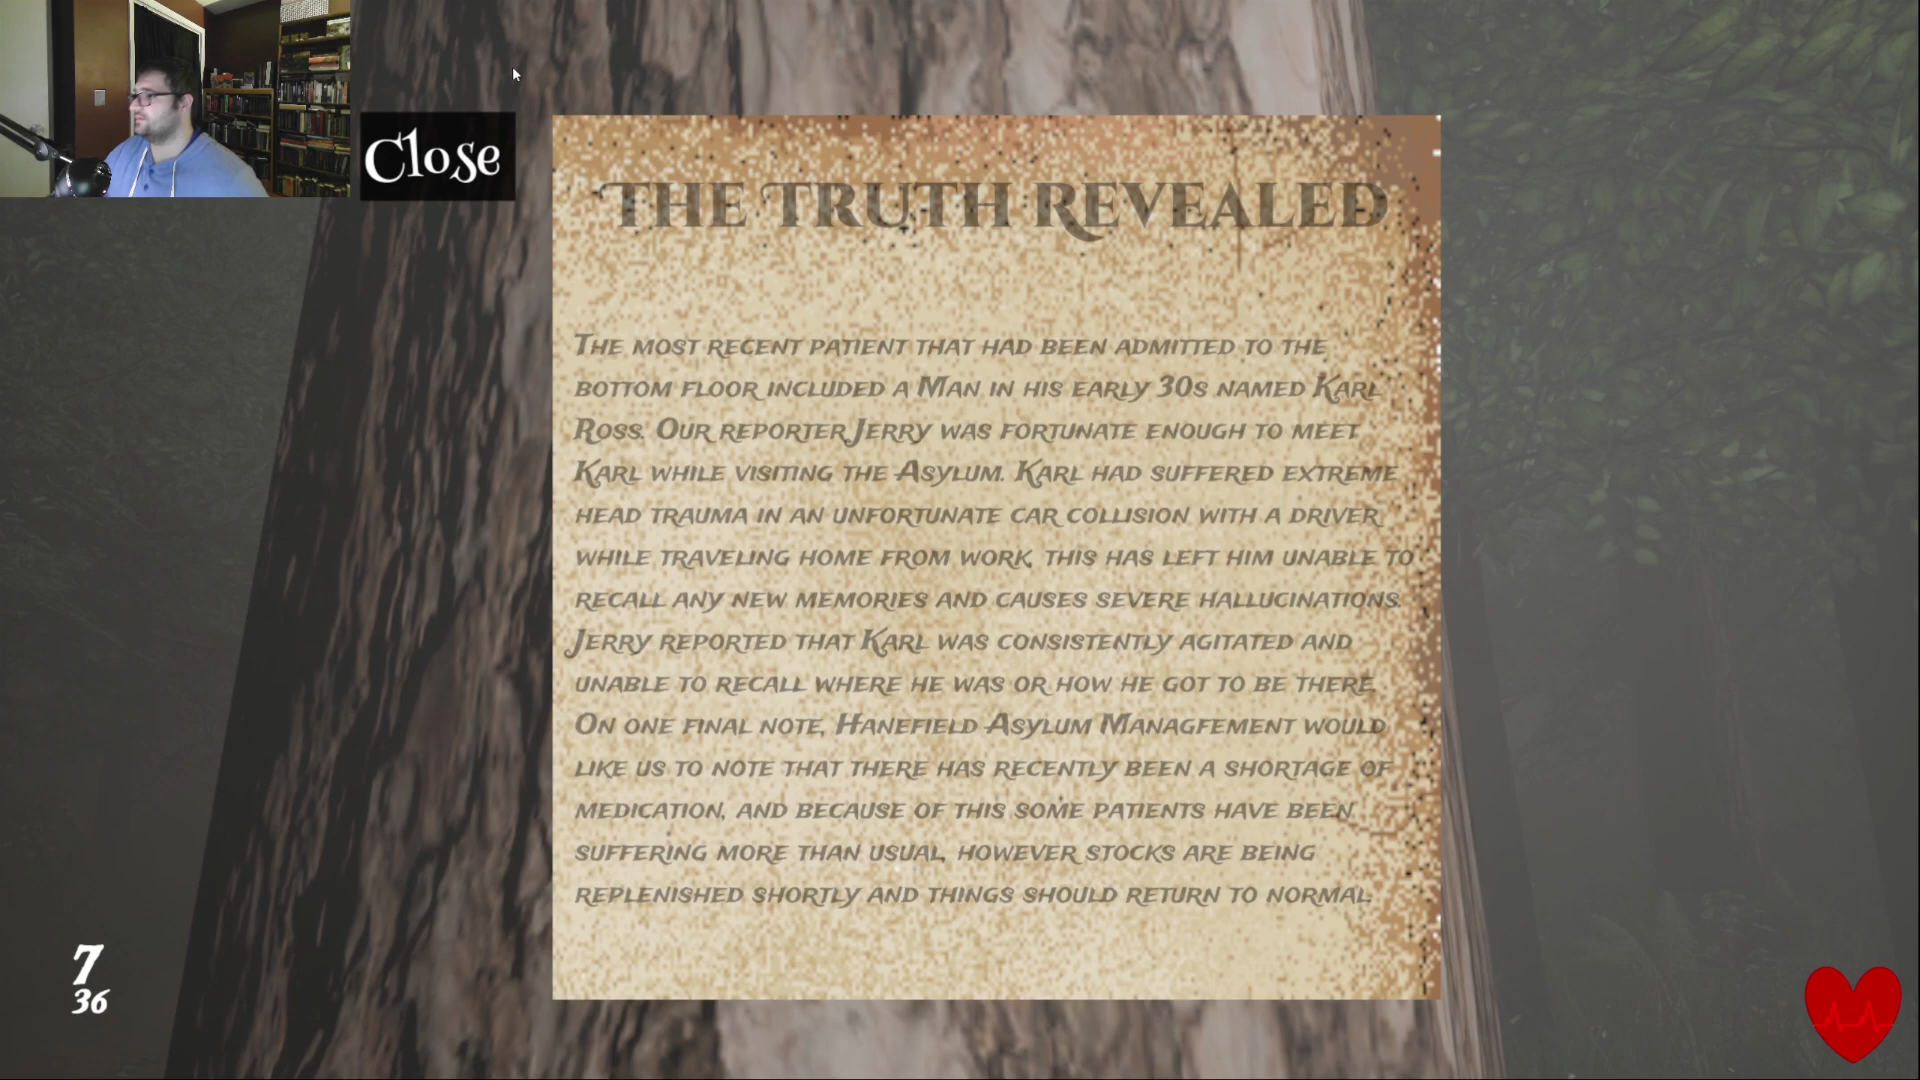 Close
The Truth Revealed
The most recent patient that had been admitted to the
bottom floor included a Man in his early 30s named Karl
Ross. Our reporter Jerry was fortunate enough to meet
Karl while visiting the Asylum. Karl had suffered extreme
head trauma in an unfortunate car collision with a driver
while traveling home from work, this has left him unable to
recall any new memories and causes severe hallucinations.
Jerry reported that Karl was consistently agitated and
unable to recall where he was or how he got to be there.
On one final note, Hanefield Asylum Managfement would
like us to note that there has recently been a shortage of
medication, and because of this some patients have been
suffering more than usual, however stocks are being
replenished shortly and things should return to normal.
7
36